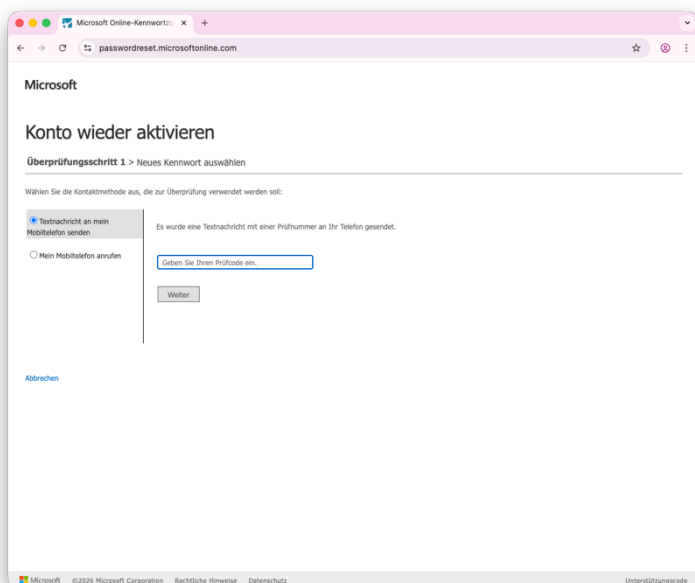 Microsoft Online-Kennwortzu
passwordreset.microsoftonline.com
Microsoft
Konto wieder aktivieren
Überprüfungsschritt 1 > Neues Kennwort auswählen
Wählen Sie die Kontaktmethode aus, die zur Überprüfung verwendet werden soll:
Textnachricht an mein
Mobiltelefon senden
Mein Mobiltelefon anrufen
Es wurde eine Textnachricht mit einer Prüfnummer an Ihr Telefon gesendet.
Geben Sie Ihren Prüfcode ein.
Weiter
Abbrechen
Microsoft ©2026 Microsoft Corporation Rechtliche Hinweise Datenschutz Unterstützungscode